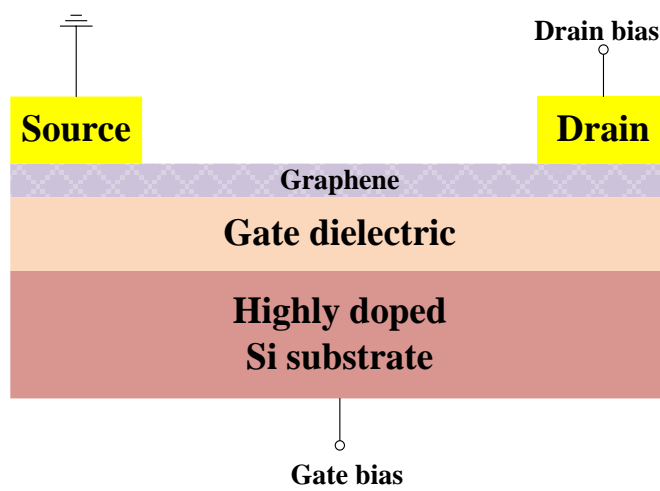 Drain bias
Source
Drain
Graphene
Gate dielectric
Highly doped
Si substrate
Gate bias